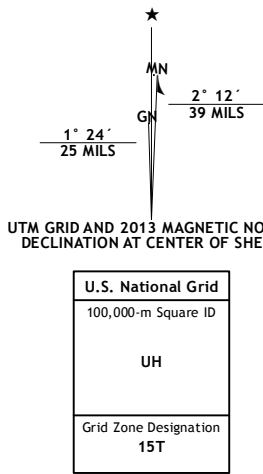 ★
MN
GN
2° 12´
39 MILS
1° 24´
25 MILS
UTM GRID AND 2013 MAGNETIC NO
DECLINATION AT CENTER OF SHE
U.S. National Grid
100,000-m Square ID
UH
Grid Zone Designation
15T